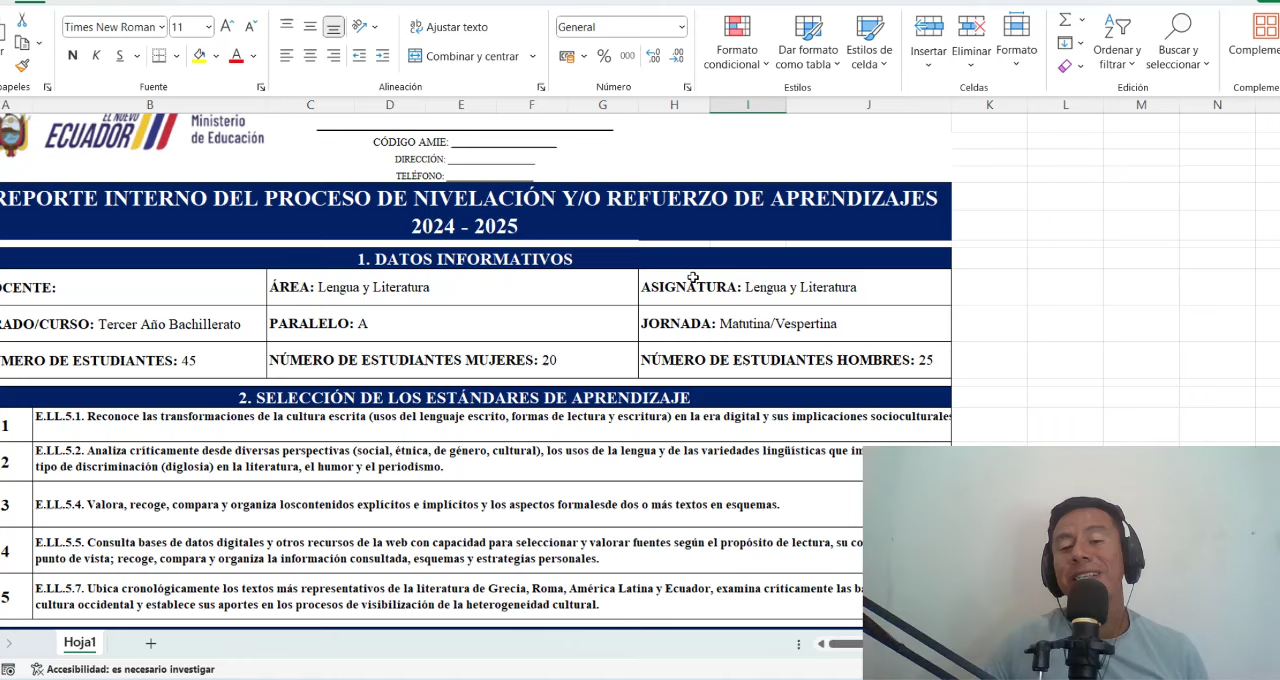 Times New Roman
11
Ajustar texto
General
N K S
Combinar y centrar
% 000
Formato condicional
Dar formato como tabla
Estilos de celda
Insertar
Eliminar
Formato
Ordenar y filtrar
Buscar y seleccionar
Compleme
apeles
Fuente
Alineación
Número
Estilos
Celdas
Edición
Compleme
A B C D E F G H I J K L M N
EL NUEVO
ECUADOR
Ministerio
de Educación
CÓDIGO AMIE:
DIRECCIÓN:
TELÉFONO:
REPORTE INTERNO DEL PROCESO DE NIVELACIÓN Y/O REFUERZO DE APRENDIZAJES
2024 - 2025
1. DATOS INFORMATIVOS
OCENTE:
ÁREA: Lengua y Literatura
ASIGNATURA: Lengua y Literatura
RADO/CURSO: Tercer Año Bachillerato
PARALELO: A
JORNADA: Matutina/Vespertina
MERO DE ESTUDIANTES: 45
NÚMERO DE ESTUDIANTES MUJERES: 20
NÚMERO DE ESTUDIANTES HOMBRES: 25
2. SELECCIÓN DE LOS ESTÁNDARES DE APRENDIZAJE
1 E.LL.5.1. Reconoce las transformaciones de la cultura escrita (usos del lenguaje escrito, formas de lectura y escritura) en la era digital y sus implicaciones socioculturales
2 E.LL.5.2. Analiza críticamente desde diversas perspectivas (social, étnica, de género, cultural), los usos de la lengua y de las variedades lingüísticas que im
tipo de discriminación (diglosia) en la literatura, el humor y el periodismo.
3 E.LL.5.4. Valora, recoge, compara y organiza loscontenidos explícitos e implícitos y los aspectos formalesde dos o más textos en esquemas.
4 E.LL.5.5. Consulta bases de datos digitales y otros recursos de la web con capacidad para seleccionar y valorar fuentes según el propósito de lectura, su co
punto de vista; recoge, compara y organiza la información consultada, esquemas y estrategias personales.
5 E.LL.5.7. Ubica cronológicamente los textos más representativos de la literatura de Grecia, Roma, América Latina y Ecuador, examina críticamente las ba
cultura occidental y establece sus aportes en los procesos de visibilización de la heterogeneidad cultural.
Hoja1
Accesibilidad: es necesario investigar